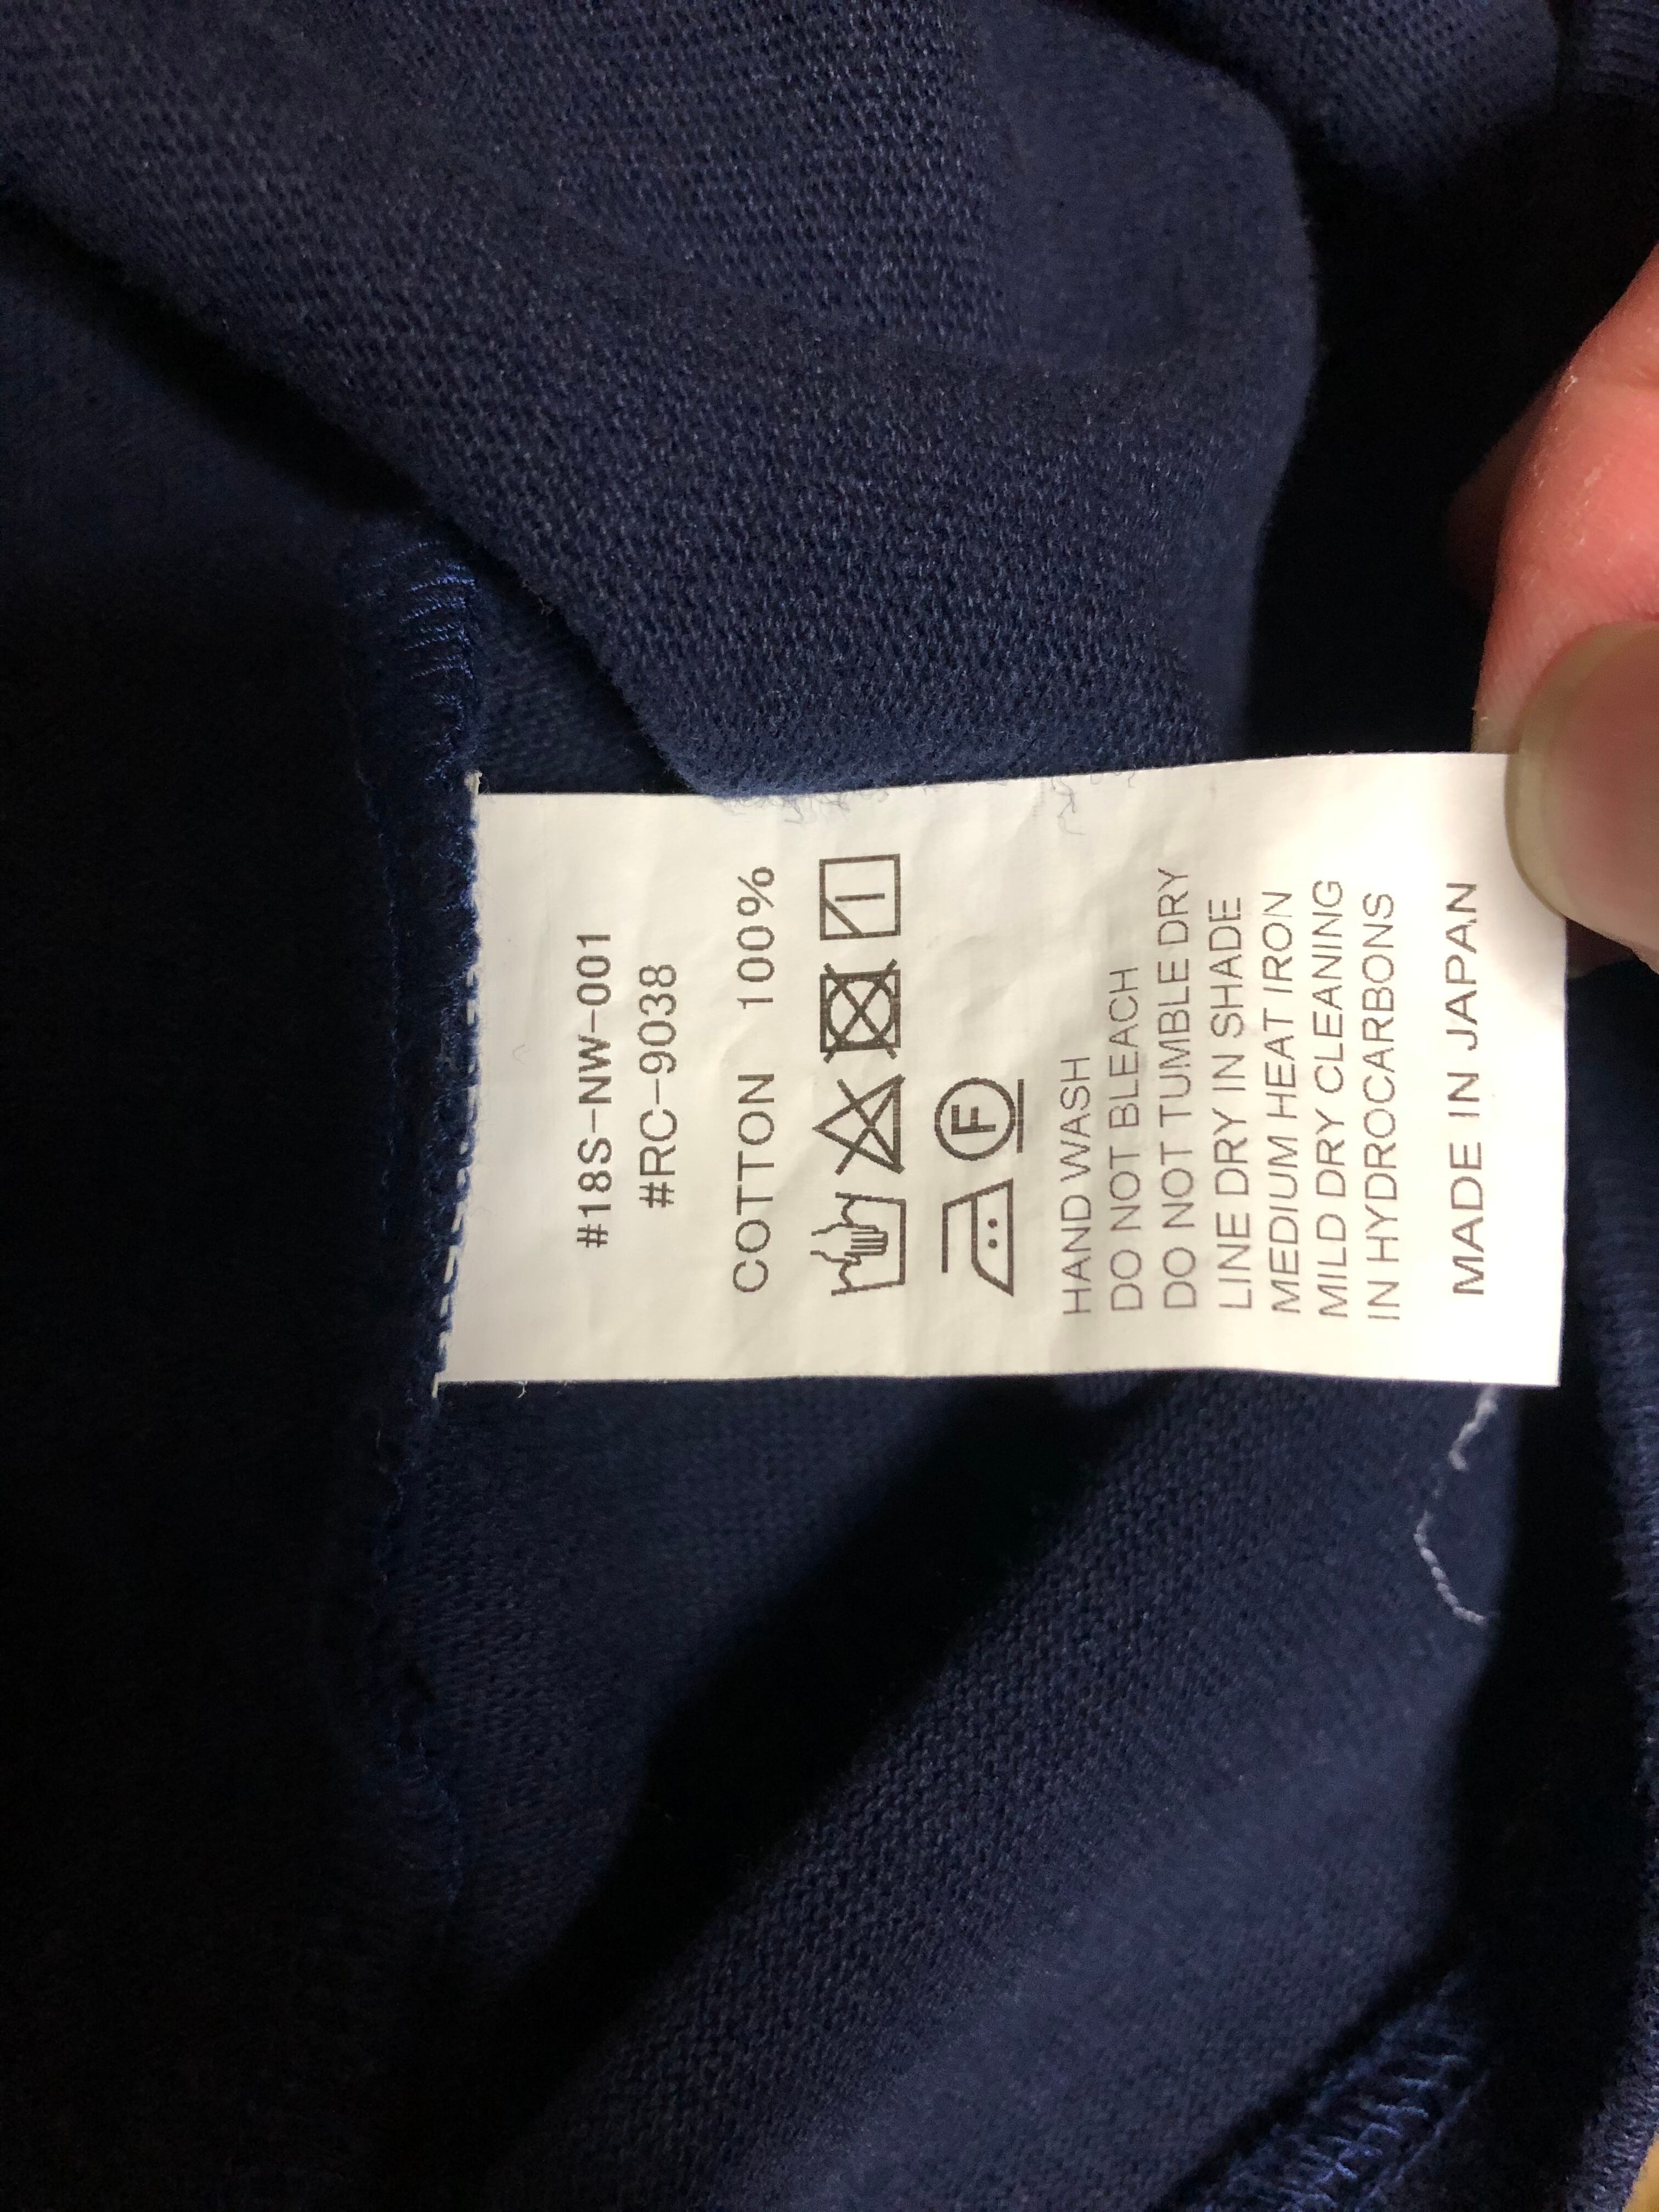 #18S-NW-001
#RC-9038
COTTON 100%
F
HAND WASH
DO NOT BLEACH
DO NOT TUMBLE DRY
LINE DRY IN SHADE
MEDIUM HEAT IRON
MILD DRY CLEANING
IN HYDROCARBONS
MADE IN JAPAN